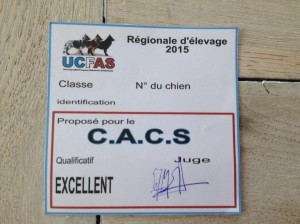 Régionale d'élevage
2015
UCFAS
Classe N° du chien
identification
Proposé pour le
C.A.C.S
Qualificatif Juge
EXCELLENT